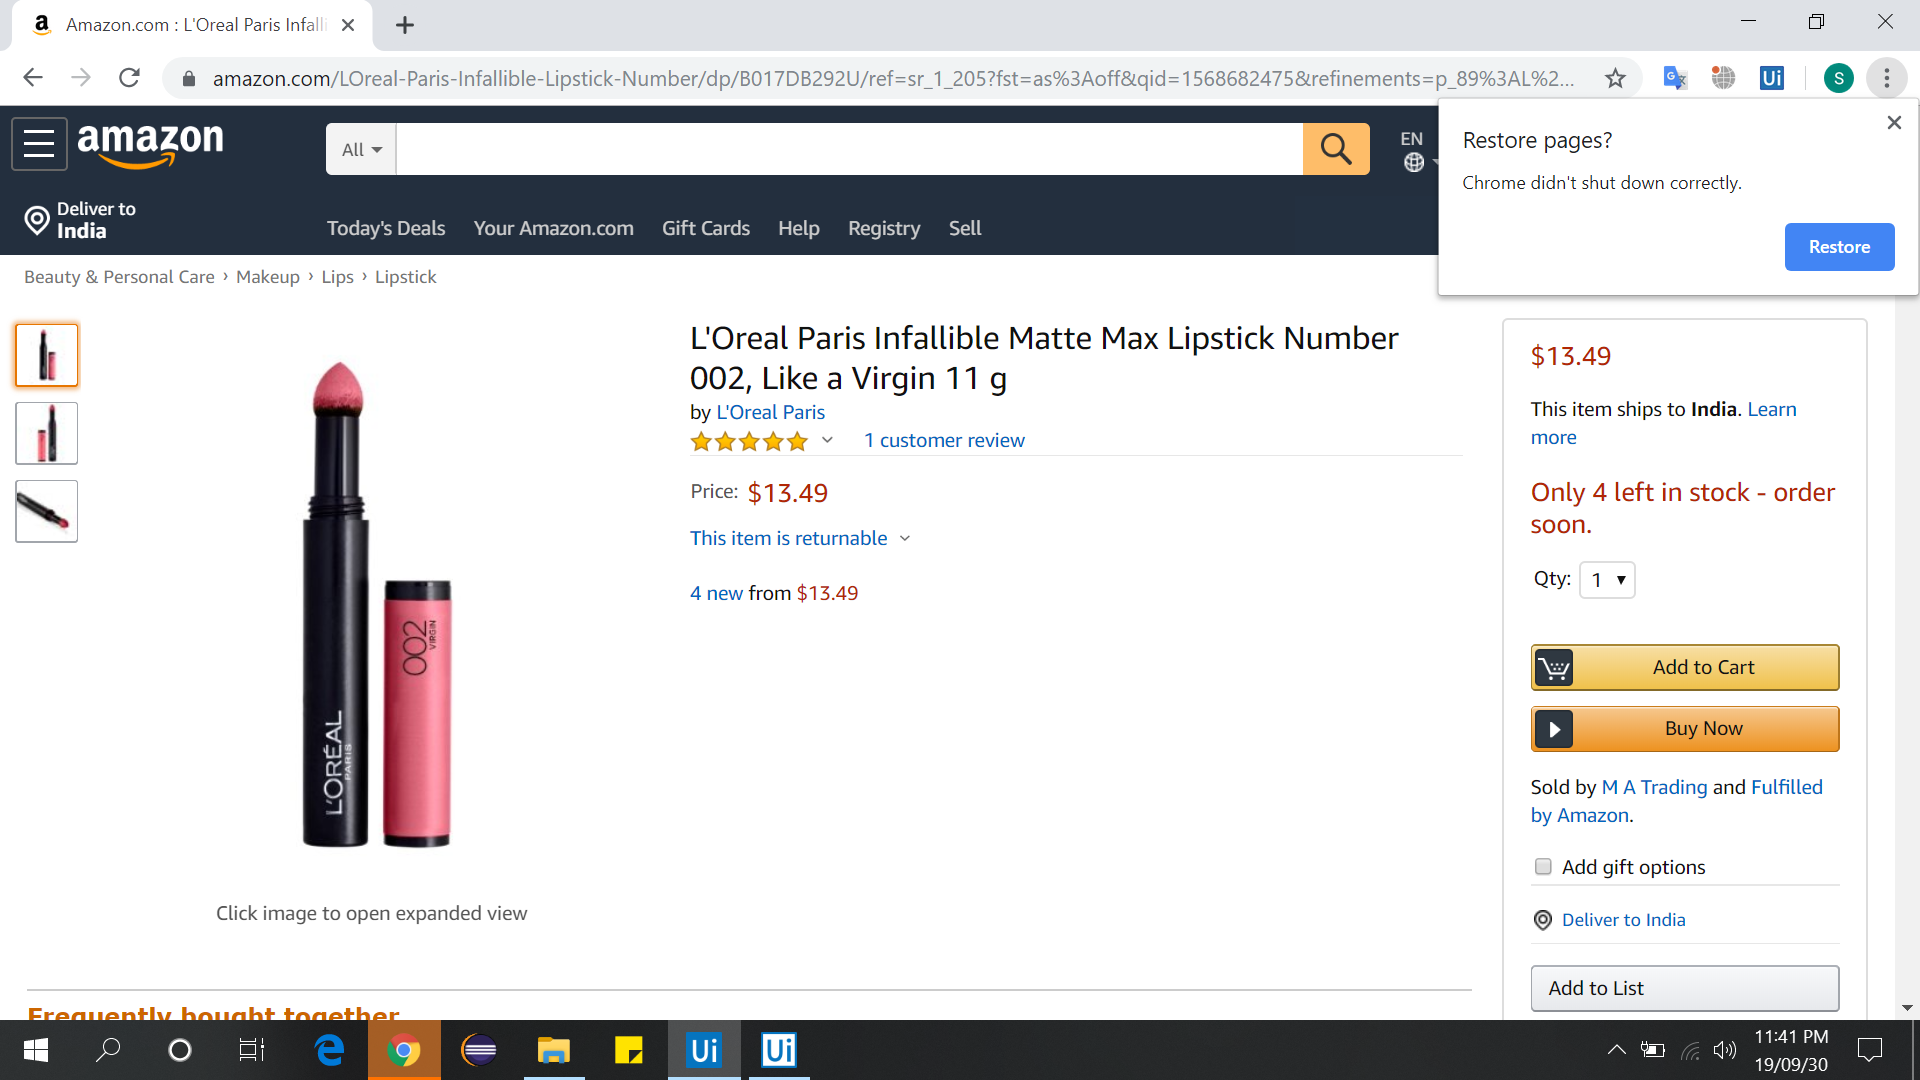 Amazon.com : L'Oreal Paris Infalli
amazon.com/LOreal-Paris-Infallible-Lipstick-Number/dp/B017DB292U/ref=sr_1_205?fst=as%3Aoff&qid=1568682475&refinements=p_89%3AL%2...
S
Ui
Restore pages?
Chrome didn't shut down correctly.
Restore
amazon
All
EN
Deliver to
India
Today's Deals Your Amazon.com Gift Cards Help Registry Sell
Beauty & Personal Care › Makeup › Lips › Lipstick
L'Oreal Paris Infallible Matte Max Lipstick Number
002, Like a Virgin 11 g
by L'Oreal Paris
1 customer review
Price: $13.49
This item is returnable
4 new from $13.49
002
VIRGIN
L'ORÉAL
PARIS
Click image to open expanded view
Frequently bought together
$13.49
This item ships to India. Learn
more
Only 4 left in stock - order
soon.
Qty: 1
Add to Cart
Buy Now
Sold by M A Trading and Fulfilled
by Amazon.
Add gift options
Deliver to India
Add to List
Ui
Ui
11:41 PM
19/09/30